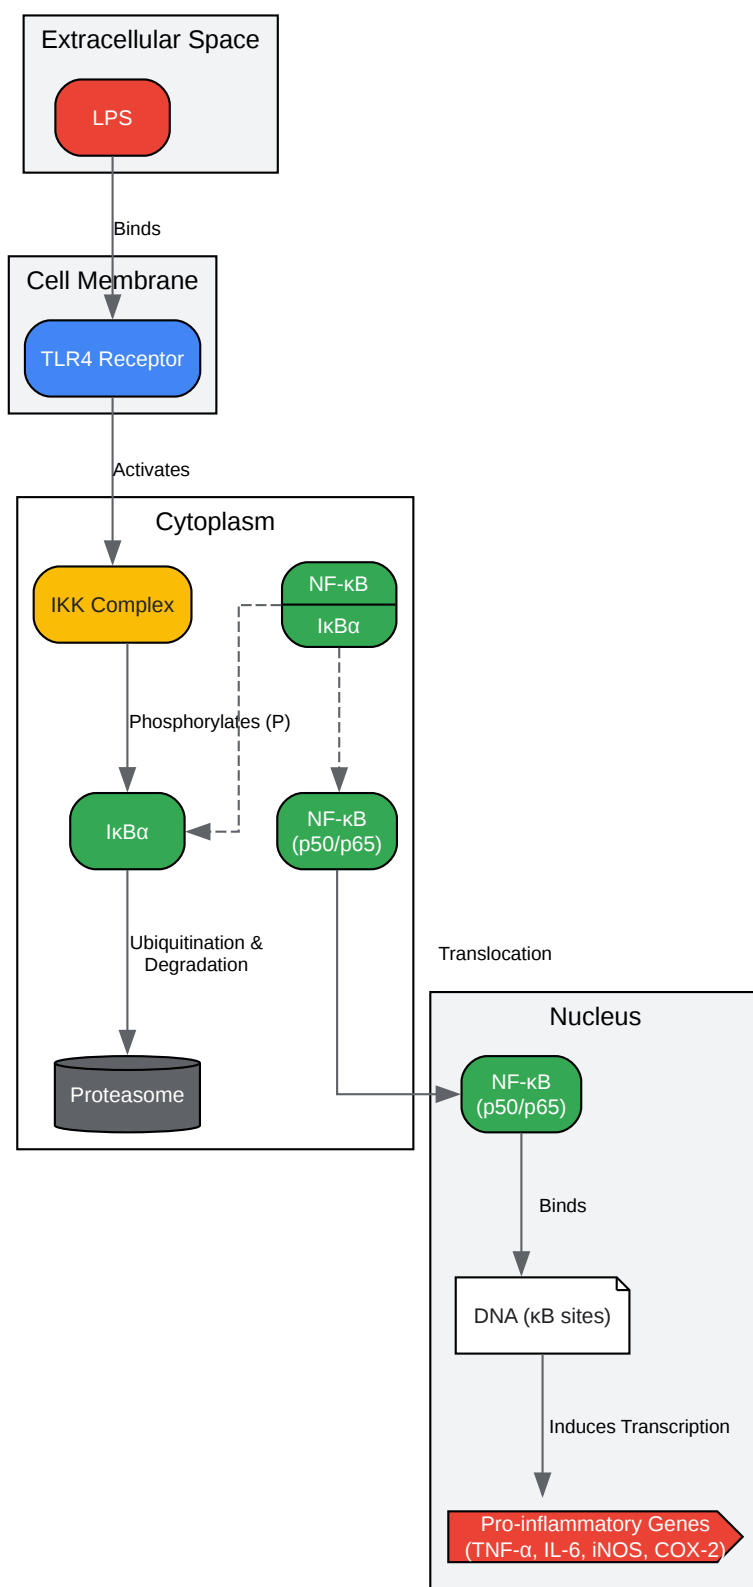 Extracellular Space
LPS
Binds
Cell Membrane
TLR4 Receptor
Activates
Cytoplasm
IKK Complex
NF-κB
IκBα
Phosphorylates (P)
IκBα
NF-κB
(p50/p65)
Ubiquitination &
Degradation
Proteasome
Translocation
Nucleus
NF-κB
(p50/p65)
Binds
DNA (κB sites)
Induces Transcription
Pro-inflammatory Genes
(TNF-α, IL-6, iNOS, COX-2)